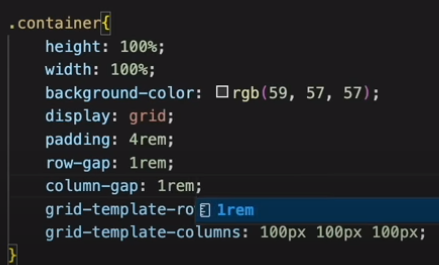 .container{
height: 100%;
width: 100%;
background-color: rgb(59, 57, 57);
display: grid;
padding: 4rem;
row-gap: 1rem;
column-gap: 1rem;
grid-template-ro 1rem
grid-template-columns: 100px 100px 100px;
}